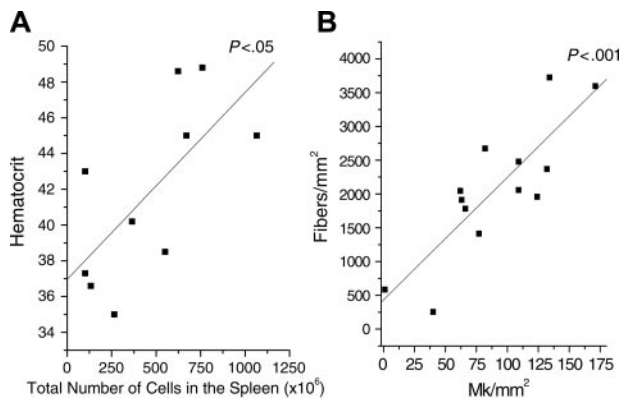 A
P<.05
50
48
46
44
42
40
38
36
34
Hematocrit
0 250 500 750 1000 1250
Total Number of Cells in the Spleen (x10⁶)
B
P<.001
4000
3500
3000
2500
2000
1500
1000
500
0
Fibers/mm²
0 25 50 75 100 125 150 175
Mk/mm²